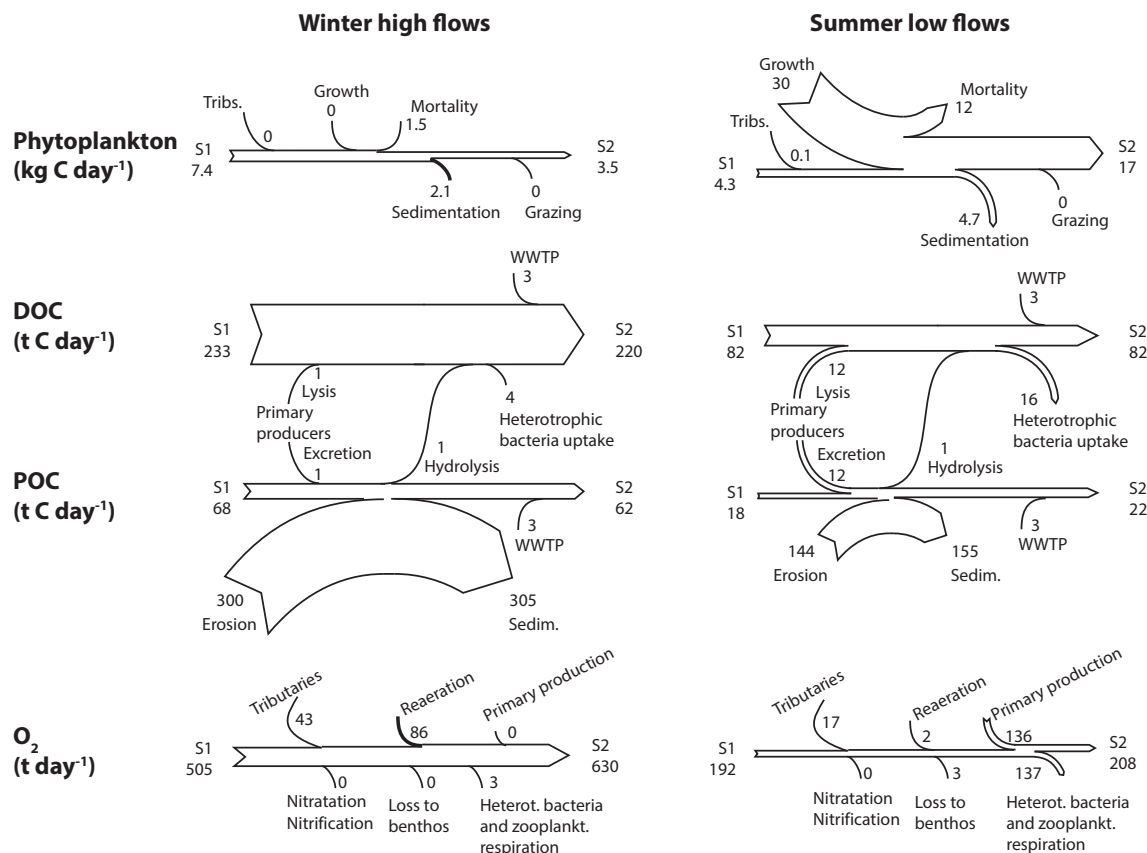 Winter high flows
Summer low flows
Phytoplankton
(kg C day⁻¹)
S1
7.4
Tribs.
0
Growth
0
Mortality
1.5
2.1
Sedimentation
0
Grazing
S2
3.5
S1
4.3
Tribs.
0.1
Growth
30
Mortality
12
4.7
Sedimentation
0
Grazing
S2
17
DOC
(t C day⁻¹)
S1
233
WWTP
3
S2
220
1
Lysis
Primary
producers
Excretion
1
4
Heterotrophic
bacteria uptake
1
Hydrolysis
S1
82
WWTP
3
S2
82
12
Lysis
Primary
producers
Excretion
12
16
Heterotrophic
bacteria uptake
1
Hydrolysis
POC
(t C day⁻¹)
S1
68
S2
62
3
WWTP
300
Erosion
305
Sedim.
S1
18
S2
22
3
WWTP
144
Erosion
155
Sedim.
O₂
(t day⁻¹)
S1
505
Tributaries
43
Reaeration
86
Primary production
0
S2
630
0
Nitratation
Nitrification
0
Loss to
benthos
3
Heterot. bacteria
and zooplankt.
respiration
S1
192
Tributaries
17
Reaeration
2
Primary production
136
S2
208
0
Nitratation
Nitrification
3
Loss to
benthos
137
Heterot. bacteria
and zooplankt.
respiration